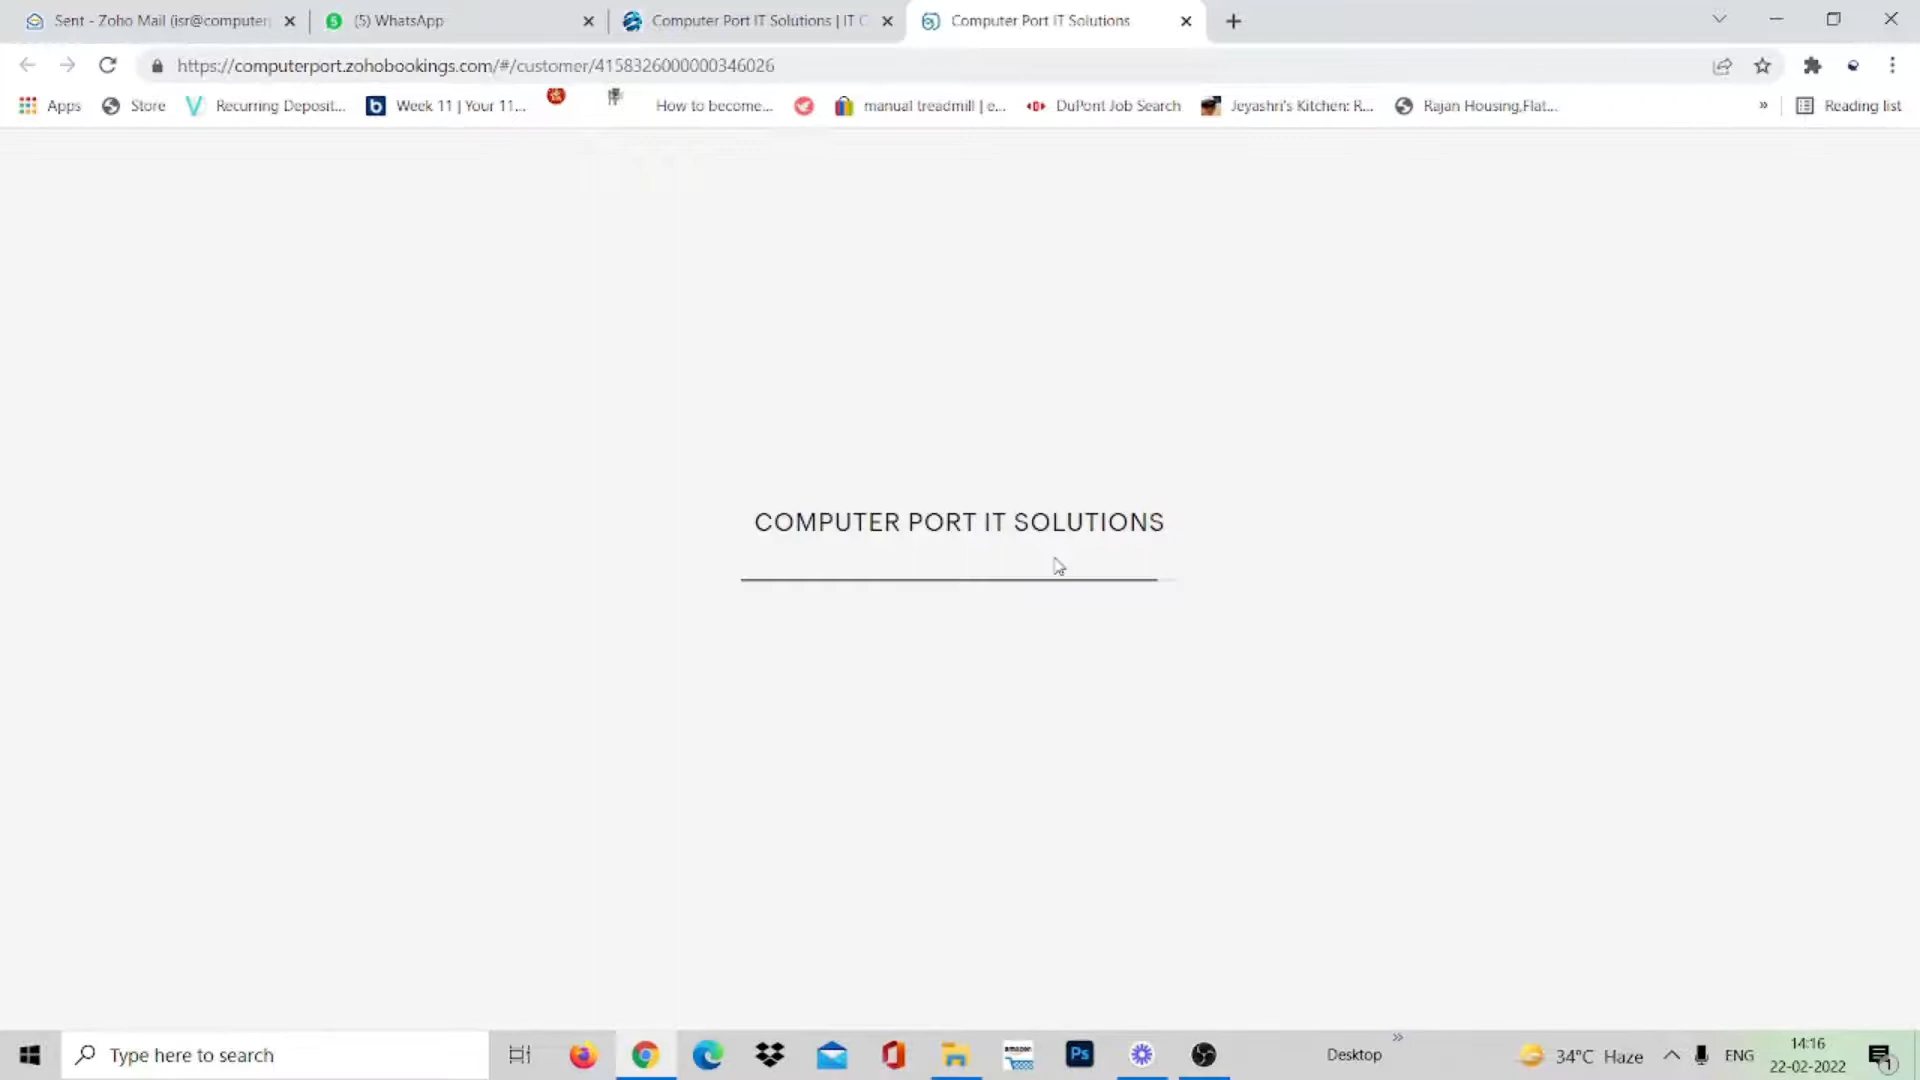 Sent - Zoho Mail (isr@computer
(5) WhatsApp
Computer Port IT Solutions | IT C
Computer Port IT Solutions
https://computerport.zohobookings.com/#/customer/4158326000000346026
Apps
Store
Recurring Deposit...
Week 11 | Your 11...
How to become...
manual treadmill | e...
DuPont Job Search
Jeyashri's Kitchen: R...
Rajan Housing,Flat...
»
Reading list
COMPUTER PORT IT SOLUTIONS
Type here to search
amazon
Ps
Desktop
»
34°C Haze
ENG
14:16
22-02-2022
1